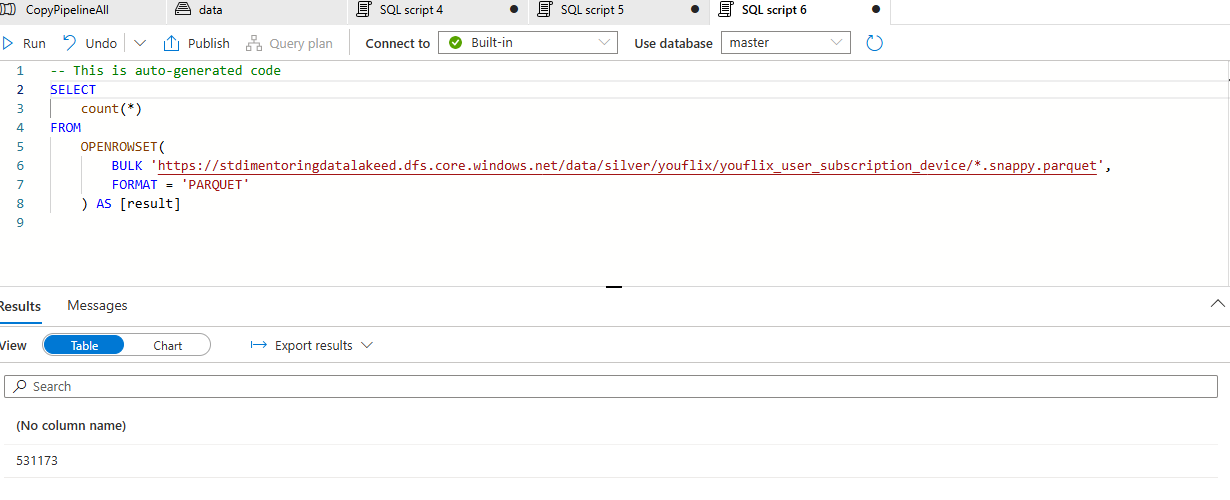 CopyPipelineAll data SQL script 4 SQL script 5 SQL script 6
Run Undo Publish Query plan Connect to Built-in Use database master
1 -- This is auto-generated code
2 SELECT
3 count(*)
4 FROM
5 OPENROWSET(
6 BULK 'https://stdimentoringdatalakeed.dfs.core.windows.net/data/silver/youflix/youflix_user_subscription_device/*.snappy.parquet',
7 FORMAT = 'PARQUET'
8 ) AS [result]
9
Results Messages
View Table Chart Export results
Search
(No column name)
531173